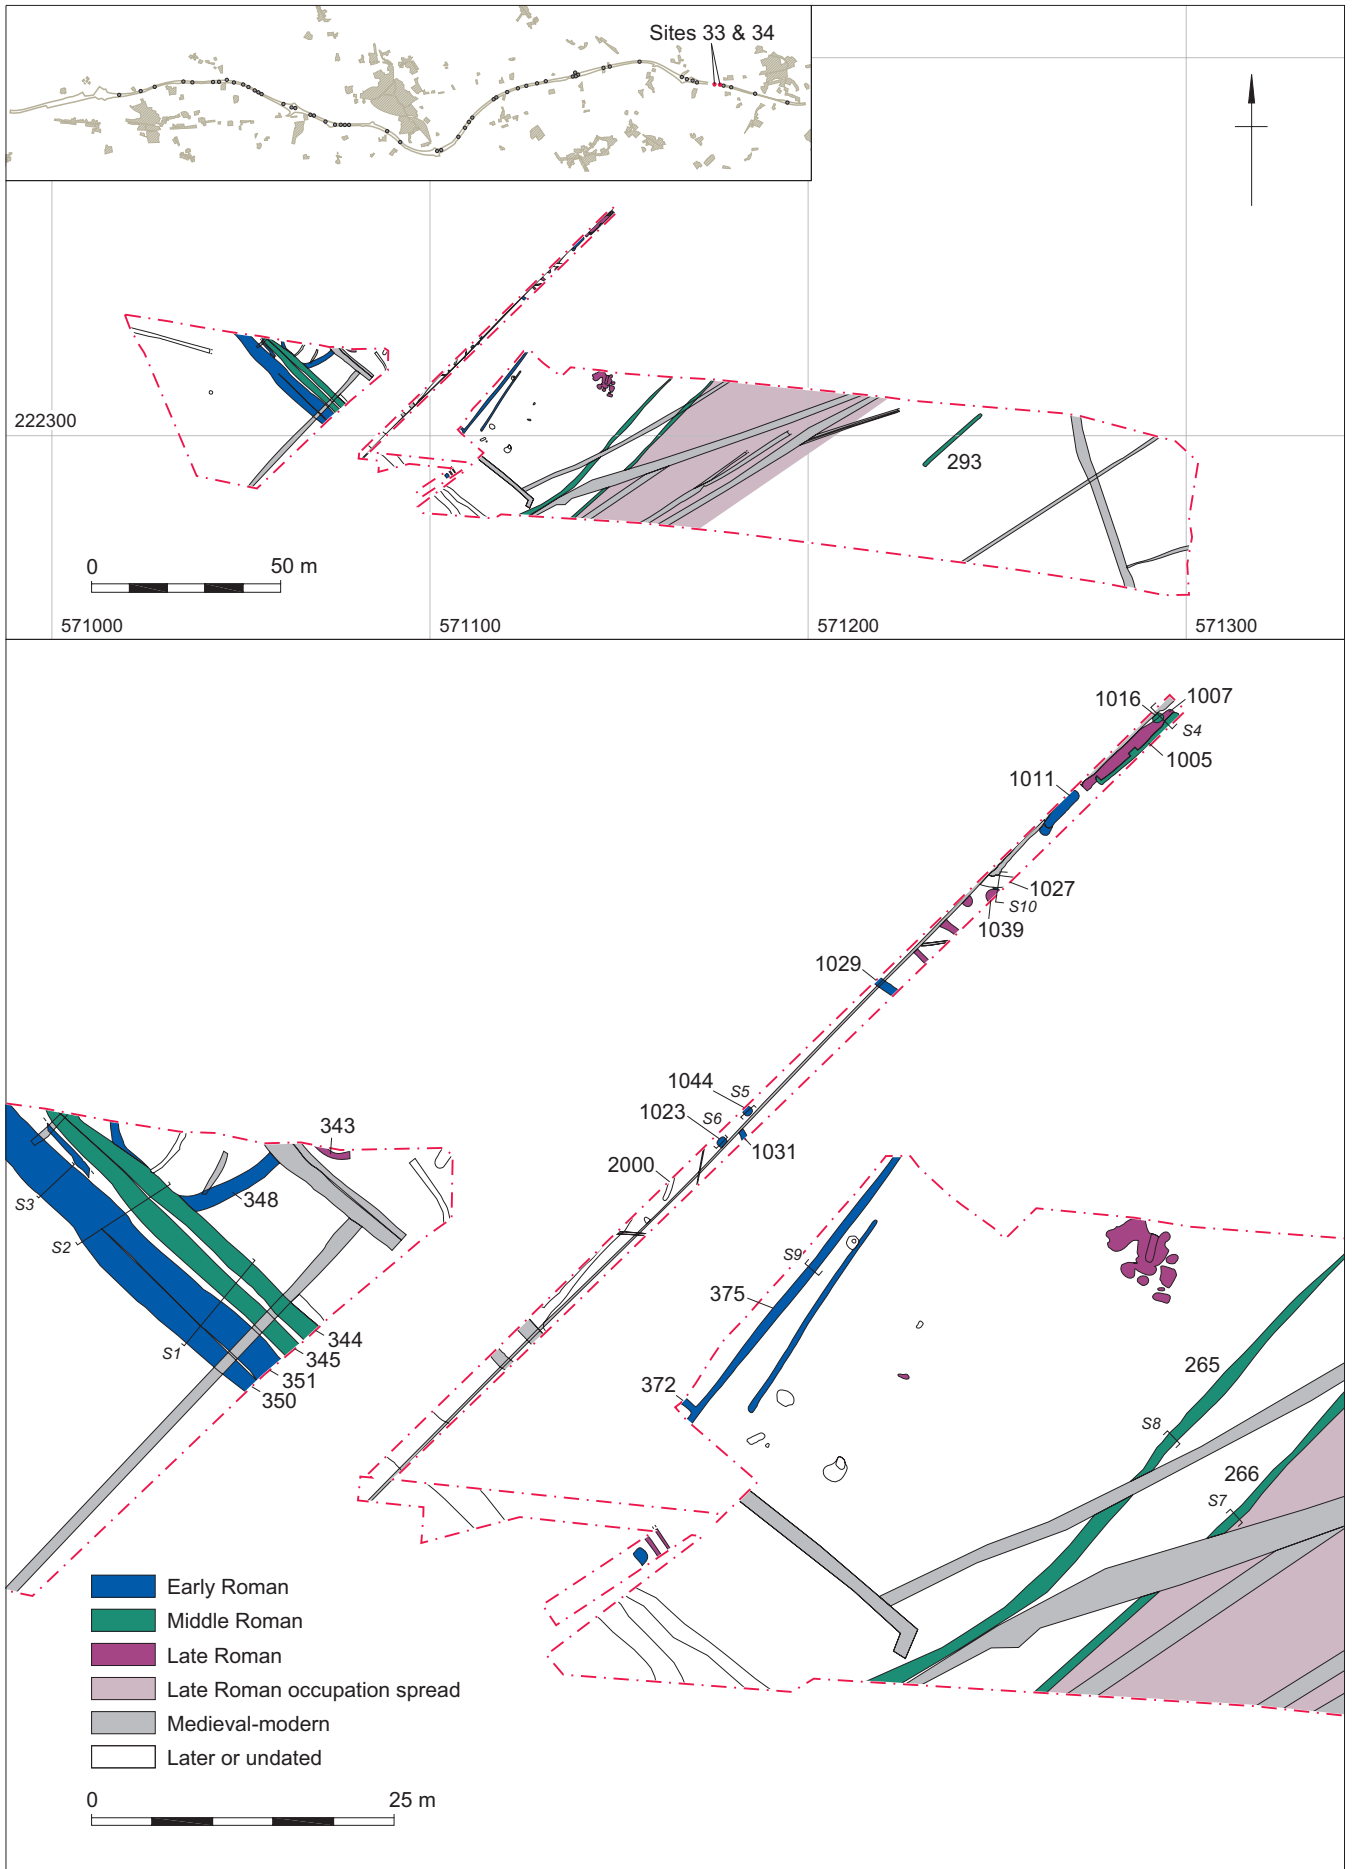 Sites 33 & 34
222300
293
0 50 m
571000 571100 571200 571300
1016
1007
S4
1005
1011
1027
S10
1039
1029
1044
S5
1023
S6
1031
2000
343
348
S3
S2
S1
344
345
351
350
S9
375
372
265
S8
266
S7
Early Roman
Middle Roman
Late Roman
Late Roman occupation spread
Medieval-modern
Later or undated
0 25 m